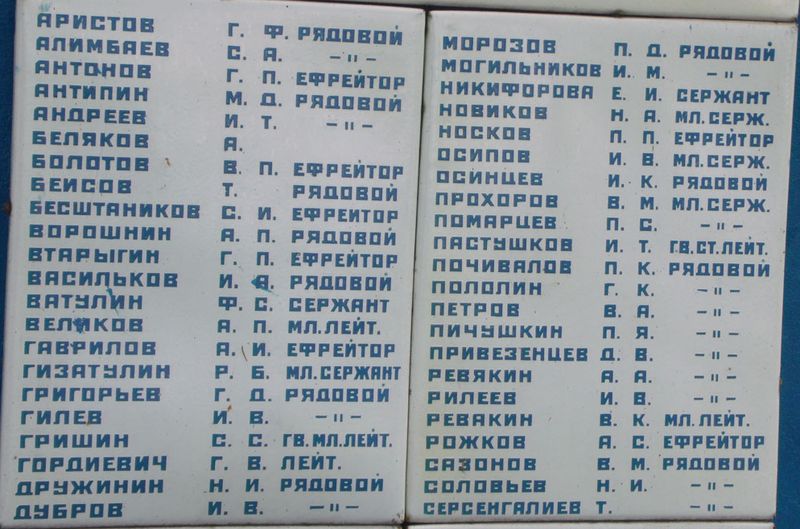 АРИСТОВ Г. Ф. РЯДОВОЙ
АЛИМБАЕВ С. А. –"–
АНТОНОВ Г. П. ЕФРЕЙТОР
АНТИПИН М. Д. РЯДОВОЙ
АНДРЕЕВ И. Т. –"–
БЕЛЯКОВ А.
БОЛОТОВ В. П. ЕФРЕЙТОР
БЕИСОВ Т. РЯДОВОЙ
БЕСШТАНИКОВ С. И. ЕФРЕЙТОР
ВОРОШНИН А. П. РЯДОВОЙ
ВТАРЫГИН Г. П. ЕФРЕЙТОР
ВАСИЛЬКОВ И. А. РЯДОВОЙ
ВАТУЛИН Ф. С. СЕРЖАНТ
ВЕЛИКОВ А. П. МЛ. ЛЕЙТ.
ГАВРИЛОВ А. И. ЕФРЕЙТОР
ГИЗАТУЛИН Р. Б. МЛ. СЕРЖАНТ
ГРИГОРЬЕВ Г. Д. РЯДОВОЙ
ГИЛЕВ И. В. –"–
ГРИШИН С. С. ГВ. МЛ. ЛЕЙТ.
ГОРДИЕВИЧ Г. В. ЛЕЙТ.
ДРУЖИНИН Н. И. РЯДОВОЙ
ДУБРОВ И. В. –"–
МОРОЗОВ П. Д. РЯДОВОЙ
МОГИЛЬНИКОВ И. М. –"–
НИКИФОРОВА Е. И. СЕРЖАНТ
НОВИКОВ Н. А. МЛ. СЕРЖ.
НОСКОВ П. П. ЕФРЕЙТОР
ОСИПОВ И. В. МЛ. СЕРЖ.
ОСИНЦЕВ И. К. РЯДОВОЙ
ПРОХОРОВ В. М. МЛ. СЕРЖ.
ПОМАРЦЕВ П. С. –"–
ПАСТУШКОВ И. Т. ГВ. СТ. ЛЕЙТ.
ПОЧИВАЛОВ П. К. РЯДОВОЙ
ПОЛОЛИН Г. К. –"–
ПЕТРОВ В. А. –"–
ПИЧУШКИН П. Я. –"–
ПРИВЕЗЕНЦЕВ Д. В. –"–
РЕВЯКИН А. А. –"–
РИЛЕЕВ И. В. –"–
РЕВАКИН В. К. МЛ. ЛЕЙТ.
РОЖКОВ А. С. ЕФРЕЙТОР
САЗОНОВ В. М. РЯДОВОЙ
СОЛОВЬЕВ Н. И. –"–
СЕРСЕНГАЛИЕВ Т. –"–